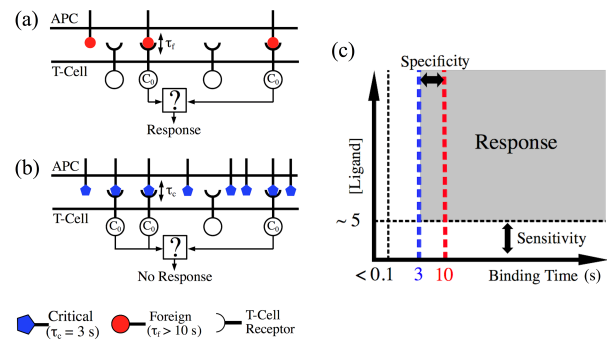 (a)
APC
τf
T-Cell
C0
C0
?
Response
(b)
APC
τc
T-Cell
C0
C0
C0
?
No Response
Critical
(τc = 3 s)
Foreign
(τf > 10 s)
T-Cell
Receptor
(c)
Specificity
[Ligand]
Response
~ 5
Sensitivity
< 0.1
3
10
Binding Time (s)